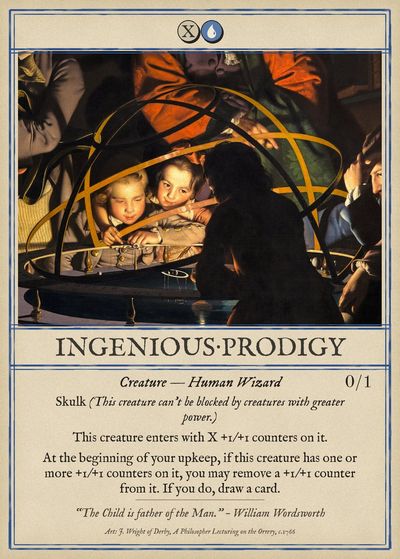 X
INGENIOUS·PRODIGY
Creature — Human Wizard 0/1
Skulk (This creature can't be blocked by creatures with greater
power.)
This creature enters with X +1/+1 counters on it.
At the beginning of your upkeep, if this creature has one or
more +1/+1 counters on it, you may remove a +1/+1 counter
from it. If you do, draw a card.
"The Child is father of the Man." - William Wordsworth
Art: J. Wright of Derby, A Philosopher Lecturing on the Orrery, c.1766